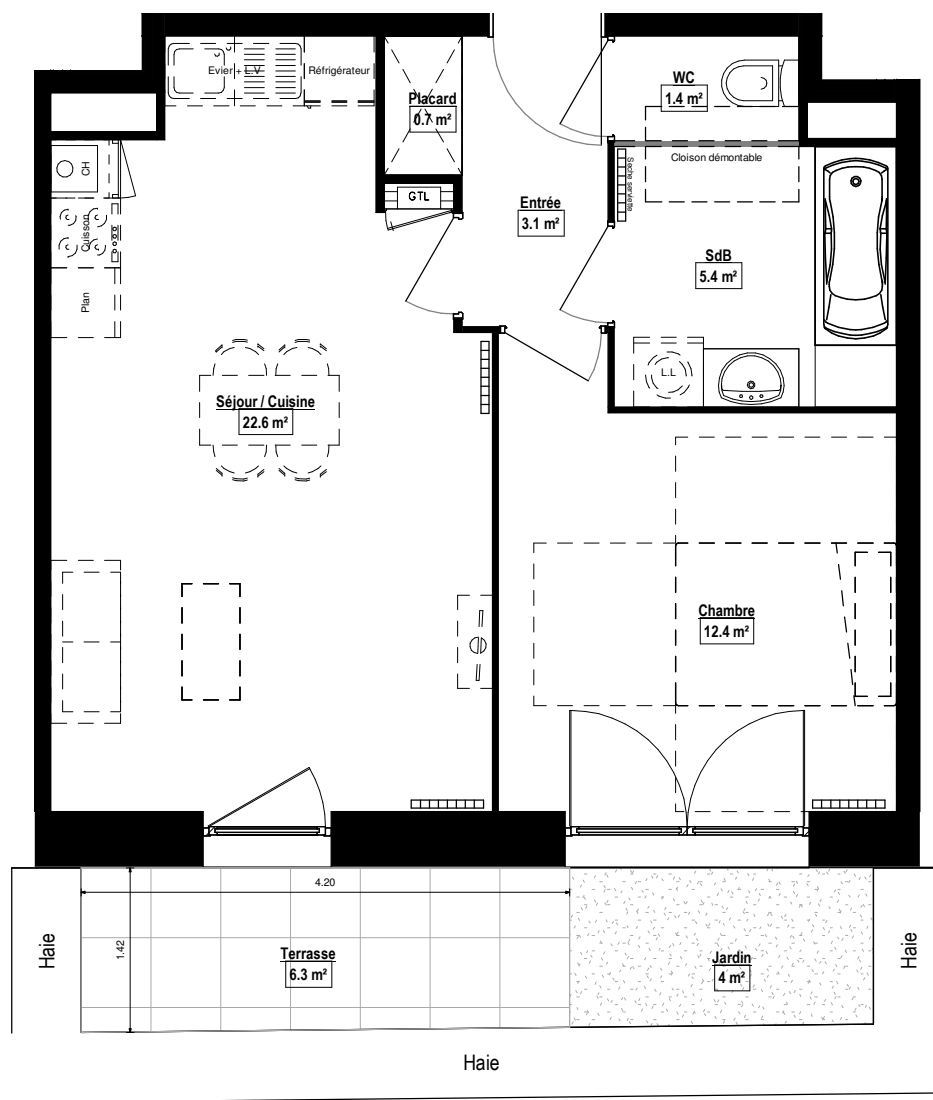 Evier + L.V
Réfrigérateur
Placard
0.7 m²
WC
1.4 m²
Cloison démontable
Sèche serviette
CH
GTL
Entrée
3.1 m²
Cuisson
Plan
SdB
5.4 m²
L.L
Séjour / Cuisine
22.6 m²
Chambre
12.4 m²
4.20
1.42
Haie
Terrasse
6.3 m²
Jardin
4 m²
Haie
Haie